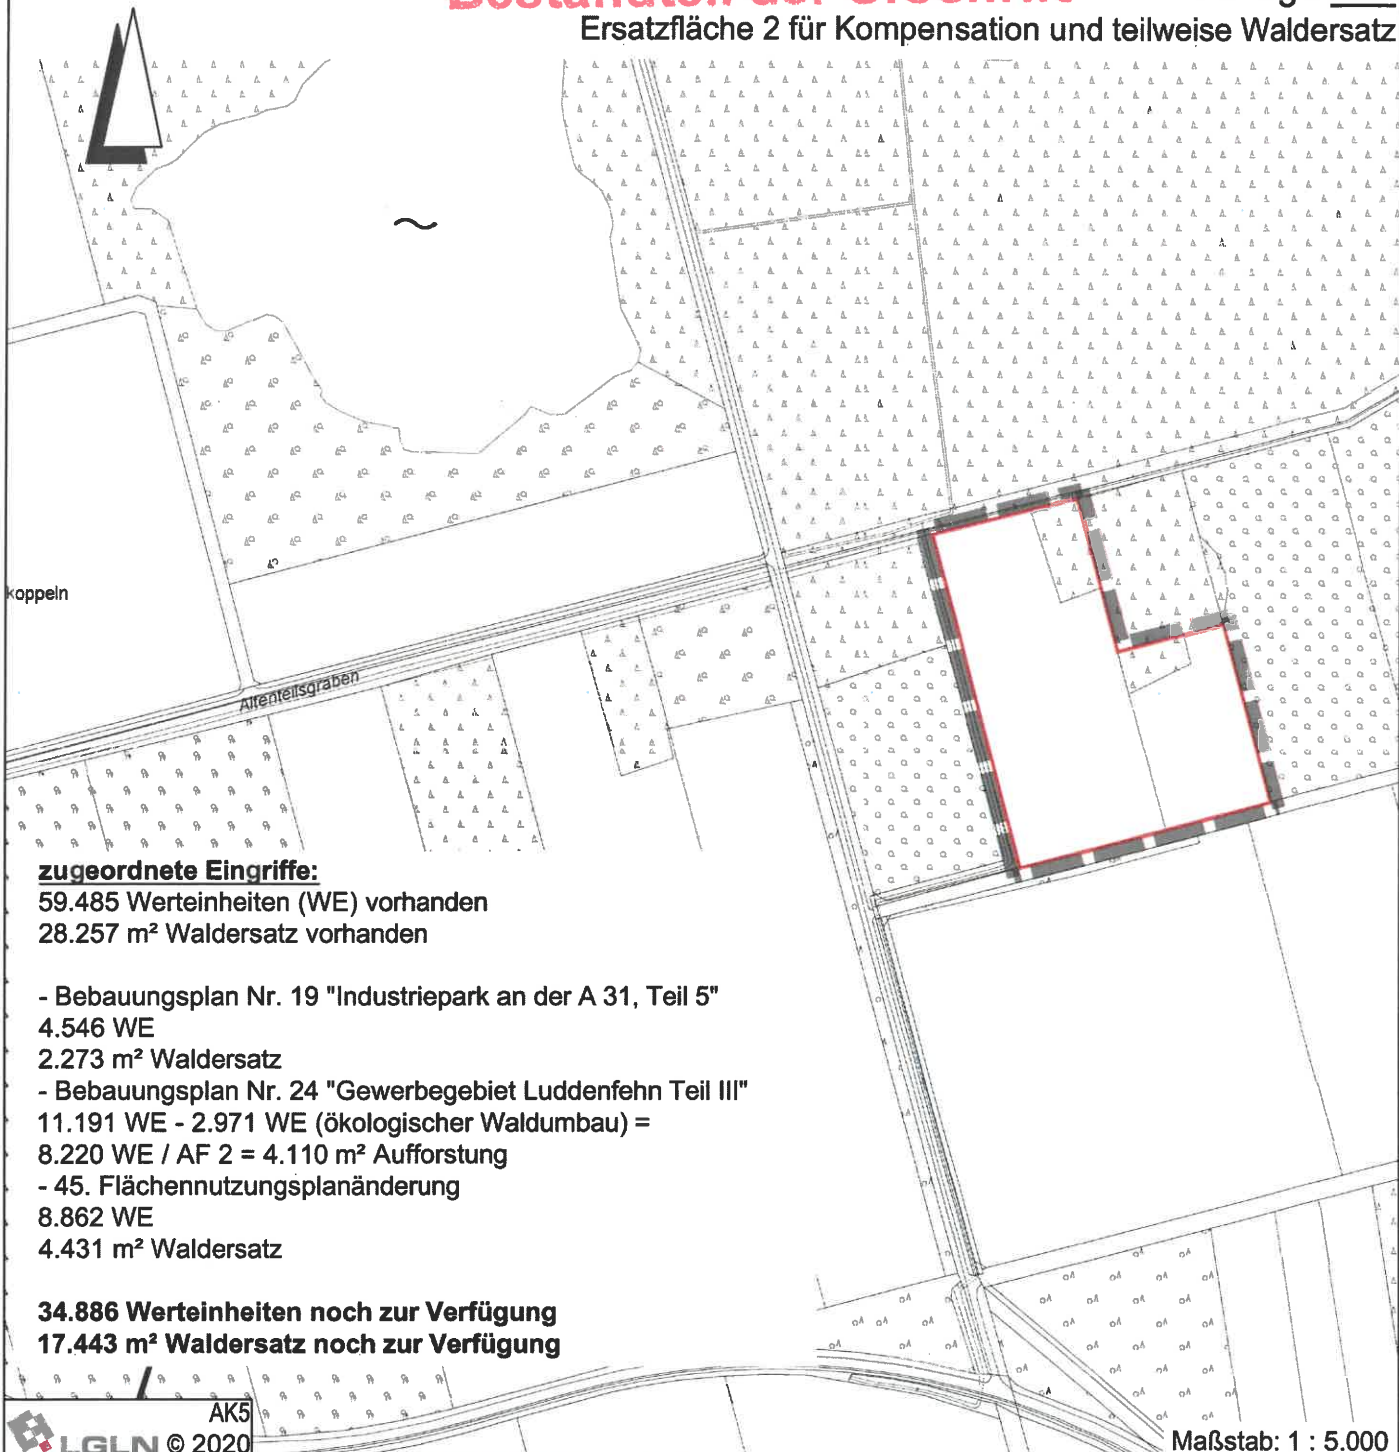 Ersatzfläche 2 für Kompensation und teilweise Waldersatz
koppeln
Altenteilsgraben
zugeordnete Eingriffe:
59.485 Werteinheiten (WE) vorhanden
28.257 m² Waldersatz vorhanden
- Bebauungsplan Nr. 19 "Industriepark an der A 31, Teil 5"
4.546 WE
2.273 m² Waldersatz
- Bebauungsplan Nr. 24 "Gewerbegebiet Luddenfehn Teil III"
11.191 WE - 2.971 WE (ökologischer Waldumbau) =
8.220 WE / AF 2 = 4.110 m² Aufforstung
- 45. Flächennutzungsplanänderung
8.862 WE
4.431 m² Waldersatz
34.886 Werteinheiten noch zur Verfügung
17.443 m² Waldersatz noch zur Verfügung
AK5
LGLN © 2020
Maßstab: 1 : 5.000